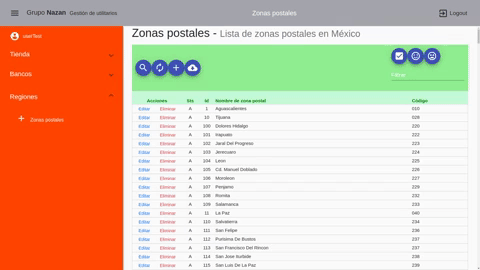 Grupo Nazan Gestión de utilitarios
Zonas postales
Logout
userTest
Tienda
Bancos
Regiones
Zonas postales
Zonas postales - Lista de zonas postales en México
Filtrar
Acciones Sts Id Nombre de zona postal Código
Editar Eliminar A 1 Aguascalientes 010
Editar Eliminar A 10 Tijuana 028
Editar Eliminar A 100 Dolores Hidalgo 220
Editar Eliminar A 101 Irapuato 222
Editar Eliminar A 102 Jaral Del Progreso 223
Editar Eliminar A 103 Jerecuaro 224
Editar Eliminar A 104 Leon 225
Editar Eliminar A 105 Cd. Manuel Doblado 226
Editar Eliminar A 106 Moroleon 227
Editar Eliminar A 107 Penjamo 229
Editar Eliminar A 108 Romita 232
Editar Eliminar A 109 Salamanca 233
Editar Eliminar A 11 La Paz 040
Editar Eliminar A 110 Salvatierra 234
Editar Eliminar A 111 San Felipe 236
Editar Eliminar A 112 Purisima De Bustos 237
Editar Eliminar A 113 San Francisco Del Rincon 237
Editar Eliminar A 114 San Jose Iturbide 238
Editar Eliminar A 115 San Luis De La Paz 239